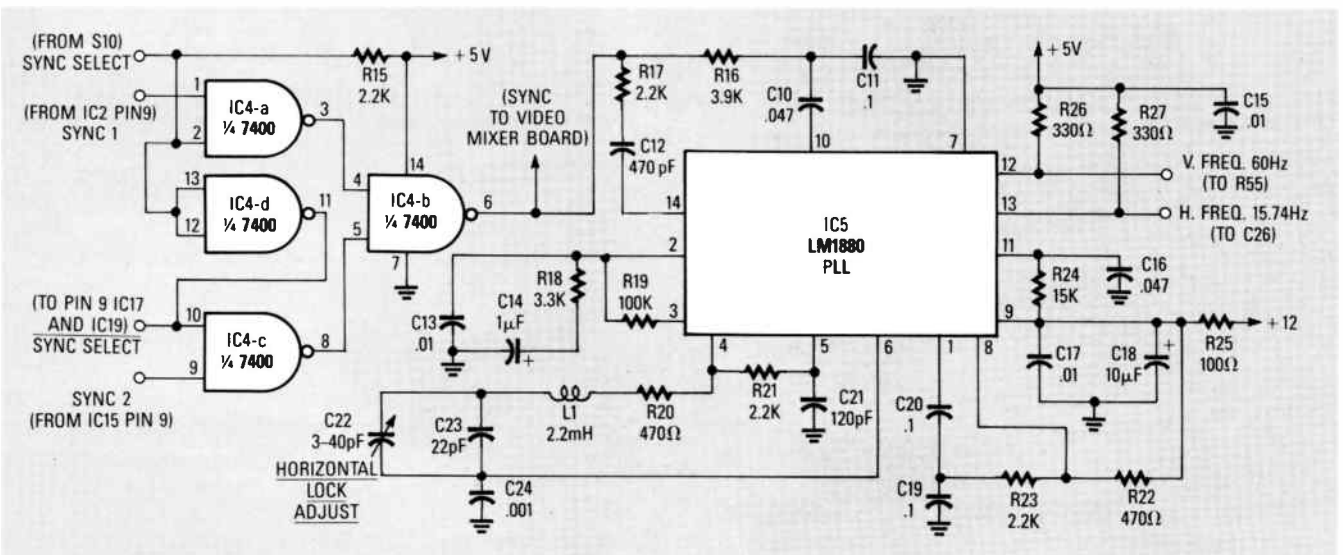 (FROM S10)
SYNC SELECT
(FROM IC2 PIN9)
SYNC 1
1
2
IC4-a
¼ 7400
3
13
12
IC4-d
¼ 7400
11
(TO PIN 9 IC17
AND IC19)
SYNC SELECT
10
9
IC4-c
¼ 7400
8
SYNC 2
(FROM IC15 PIN 9)
R15
2.2K
+5V
14
4
5
IC4-b
¼ 7400
6
7
(SYNC
TO VIDEO
MIXER BOARD)
R17
2.2K
R16
3.9K
C12
470 pF
C10
.047
C11
.1
10
7
14
2
3
IC5
LM1880
PLL
12
13
11
9
4
5
6
1
8
+5V
R26
330Ω
R27
330Ω
C15
.01
V. FREQ. 60Hz
(TO R55)
H. FREQ. 15.74Hz
(TO C26)
R24
15K
C16
.047
+12
R25
100Ω
C17
.01
C18
10µF
+
C13
.01
C14
1µF
+
R18
3.3K
R19
100K
C22
3–40pF
HORIZONTAL
LOCK
ADJUST
C23
22pF
C24
.001
L1
2.2mH
R20
470Ω
R21
2.2K
C21
120pF
C20
.1
C19
.1
R23
2.2K
R22
470Ω